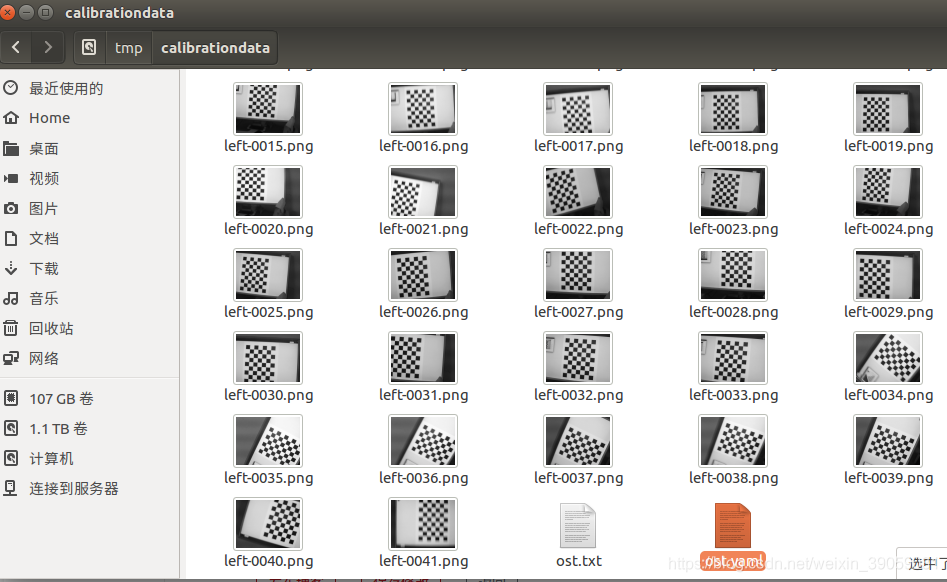 calibrationdata
tmp calibrationdata
最近使用的
Home
桌面
视频
图片
文档
下载
音乐
回收站
网络
107 GB 卷
1.1 TB 卷
计算机
连接到服务器
left-0015.png left-0016.png left-0017.png left-0018.png left-0019.png
left-0020.png left-0021.png left-0022.png left-0023.png left-0024.png
left-0025.png left-0026.png left-0027.png left-0028.png left-0029.png
left-0030.png left-0031.png left-0032.png left-0033.png left-0034.png
left-0035.png left-0036.png left-0037.png left-0038.png left-0039.png
left-0040.png left-0041.png ost.txt ost.yaml
选中了